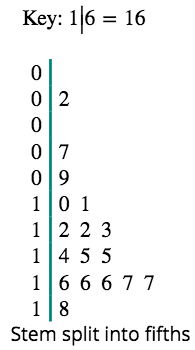 Key: 1|6 = 16
0|
0|2
0|
0|7
0|9
1|0 1
1|2 2 3
1|4 5 5
1|6 6 6 7 7
1|8
Stem split into fifths